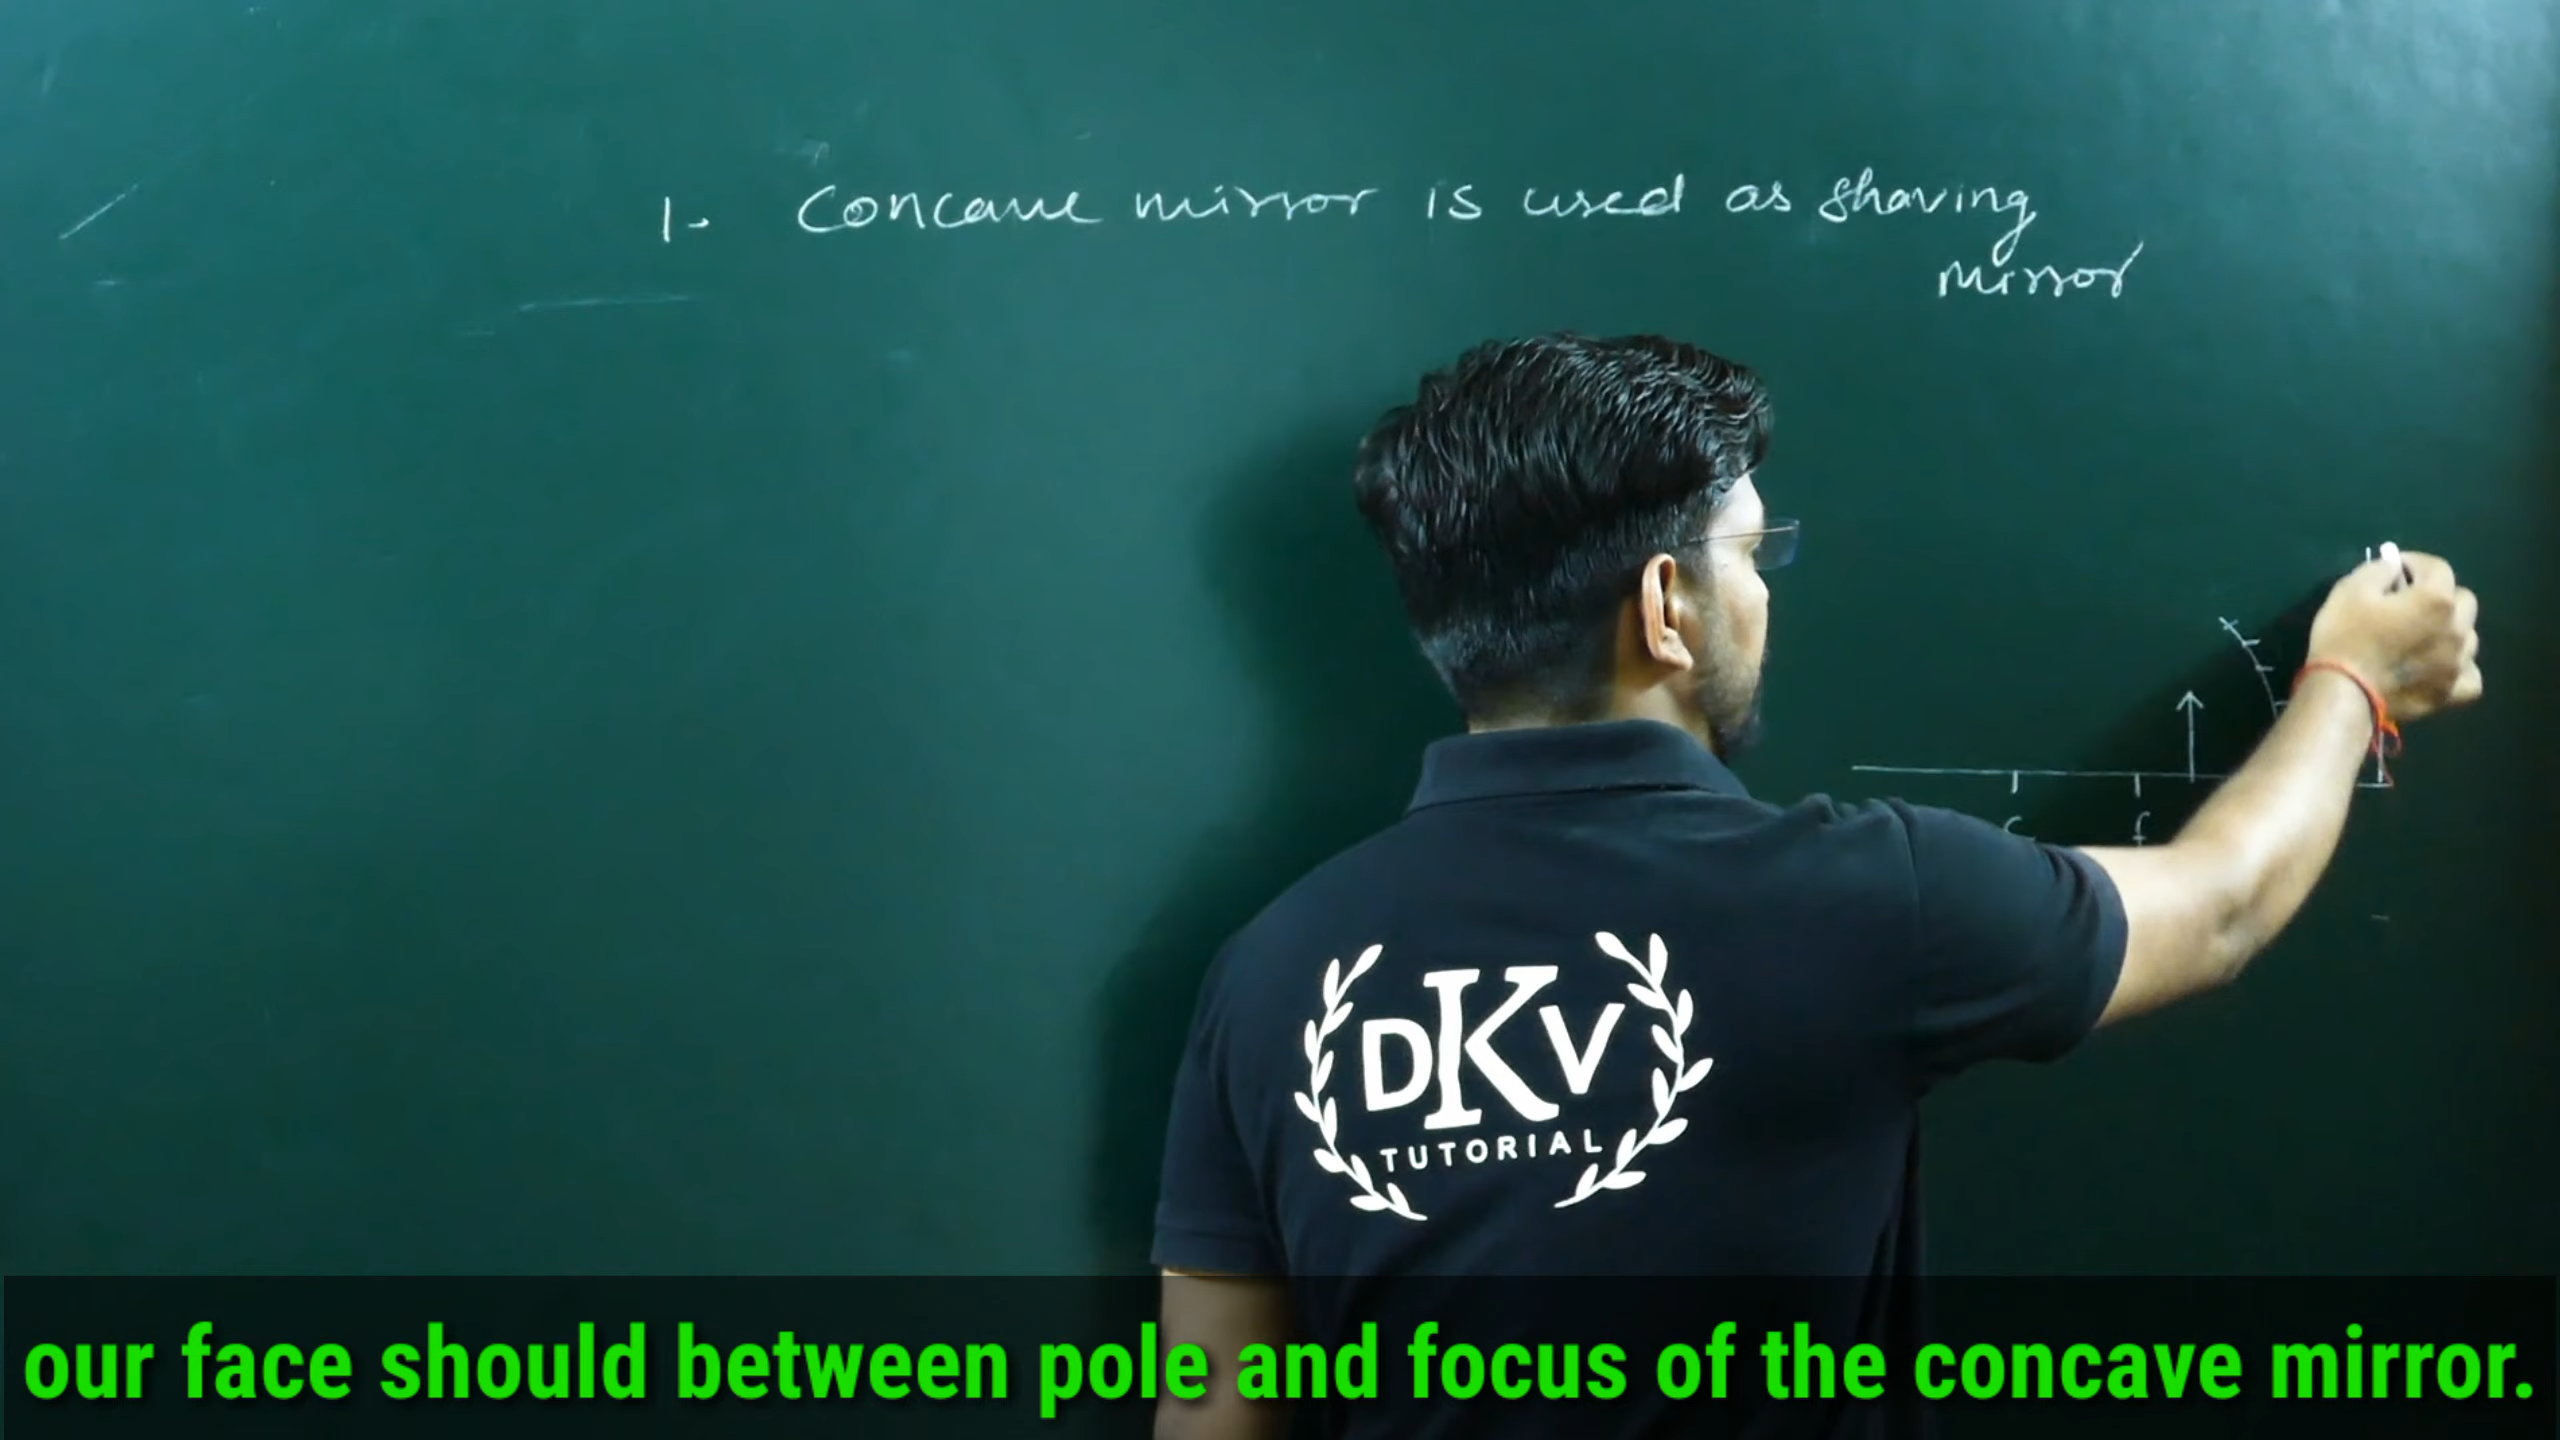 1. Concave mirror is used as shaving
mirror
C f
DKV
TUTORIAL
our face should between pole and focus of the concave mirror.